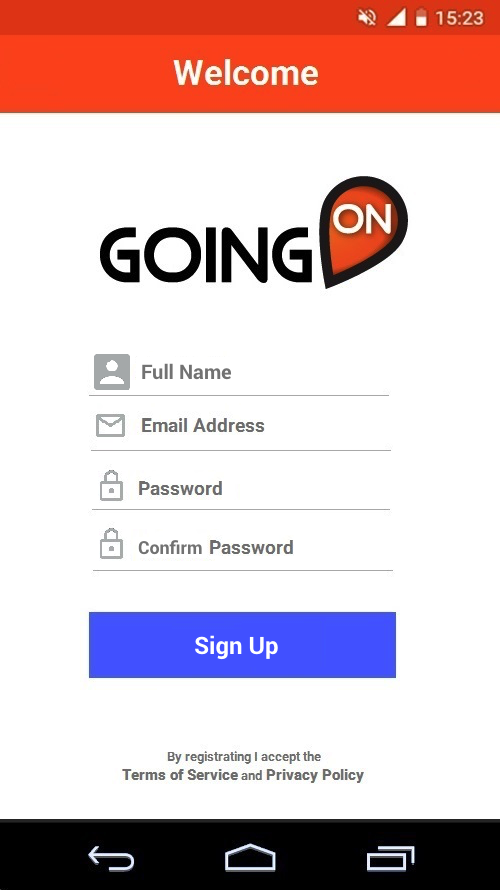 15:23
Welcome
GOING ON
Full Name
Email Address
Password
Confirm Password
Sign Up
By registrating I accept the
Terms of Service and Privacy Policy